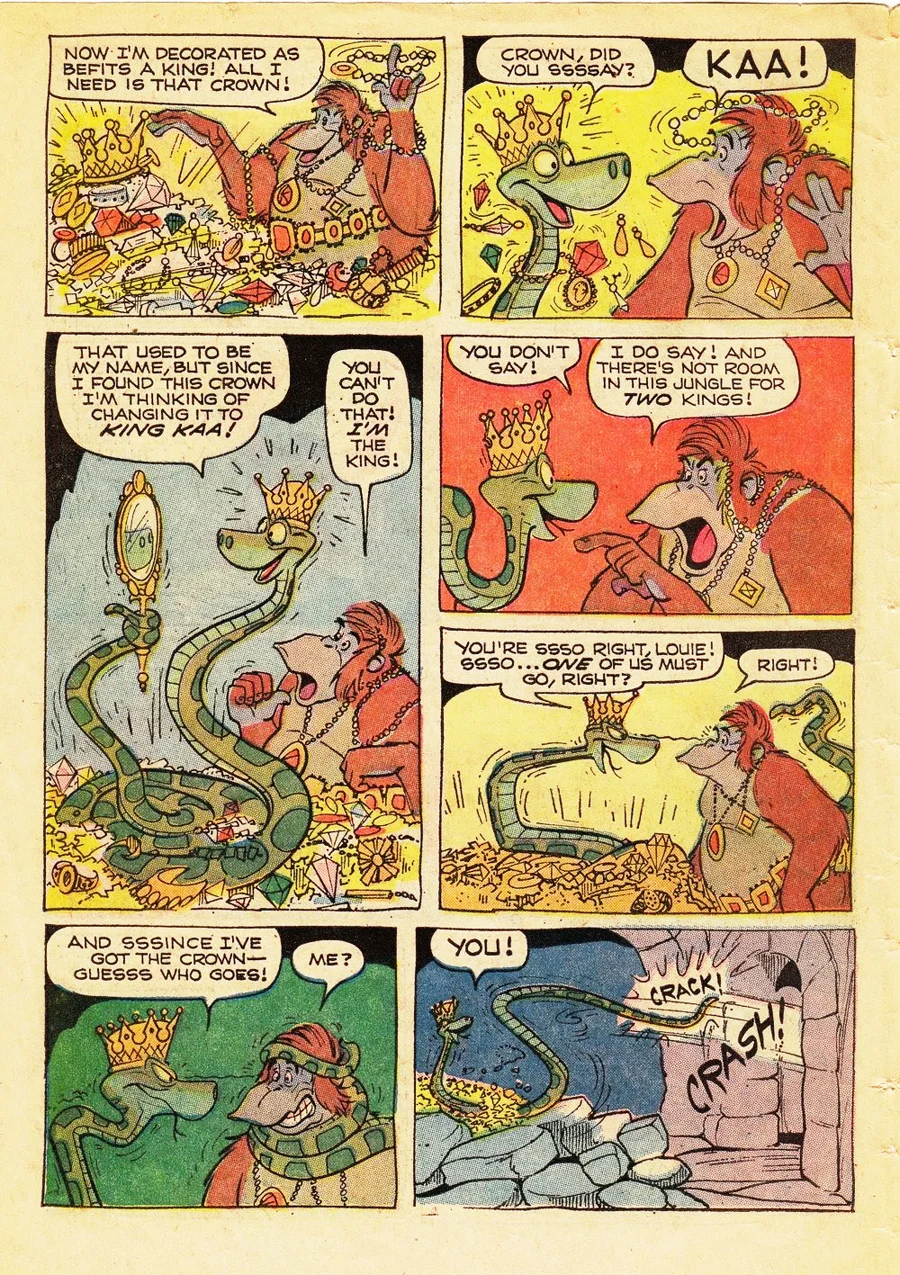 NOW I'M DECORATED AS
BEFITS A KING! ALL I
NEED IS THAT CROWN!
CROWN, DID
YOU SSSSAY?
KAA!
THAT USED TO BE
MY NAME, BUT SINCE
I FOUND THIS CROWN
I'M THINKING OF
CHANGING IT TO
KING KAA!
YOU
CAN'T
DO
THAT!
I'M
THE
KING!
YOU DON'T
SAY!
I DO SAY! AND
THERE'S NOT ROOM
IN THIS JUNGLE FOR
TWO KINGS!
YOU'RE SSSO RIGHT, LOUIE!
SSSO...ONE OF US MUST
GO, RIGHT?
RIGHT!
AND SSSINCE I'VE
GOT THE CROWN—
GUESSS WHO GOES!
ME?
YOU!
CRACK!
CRASH!